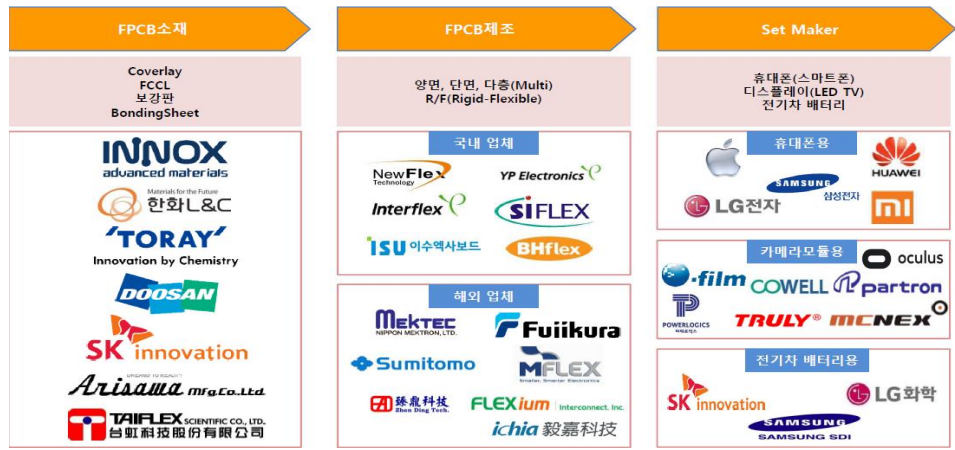 FPCB소재
Coverlay
FCCL
보강판
BondingSheet
INNOX
advanced materials
Materials for the Future
한화L&C
'TORAY'
Innovation by Chemistry
DOOSAN
SK innovation
Arisawa Mfg.Co.Ltd
TAIFLEX SCIENTIFIC CO., LTD.
台虹科技股份有限公司
FPCB제조
양면, 단면, 다층(Multi)
R/F(Rigid-Flexible)
국내 업체
NewFlex
Technology
YP Electronics
Interflex
SIFLEX
ISU 이수엑사보드
BHflex
해외 업체
MEKTEC
NIPPON MEKTRON, LTD.
Fujikura
Sumitomo
MFLEX
Smaller, Smarter Electronics
臻鼎科技
Zhen Ding Tech.
FLEXium Interconnect, Inc.
ichia 毅嘉科技
Set Maker
휴대폰(스마트폰)
디스플레이(LED TV)
전기차 배터리
휴대폰용
HUAWEI
SAMSUNG
삼성전자
LG전자
mi
카메라모듈용
oculus
-film
COWELL
partron
POWERLOGICS
파워로직스
TRULY®
MCNEX
전기차 배터리용
SK innovation
LG화학
SAMSUNG
SAMSUNG SDI